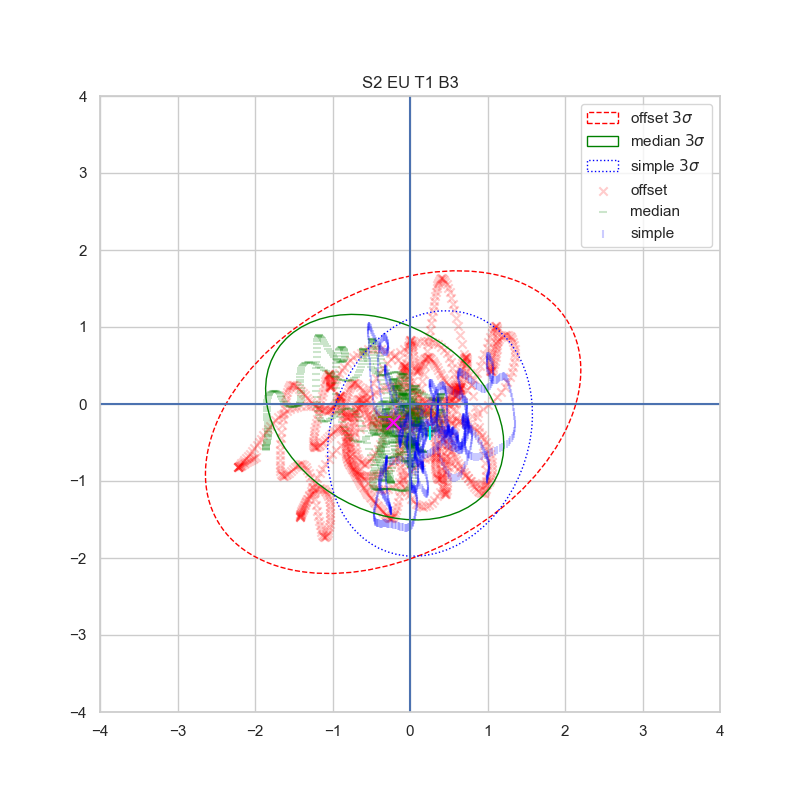 S2 EU T1 B3
offset 3σ
median 3σ
simple 3σ
offset
median
simple
4
3
2
1
0
−1
−2
−3
−4
−4 −3 −2 −1 0 1 2 3 4